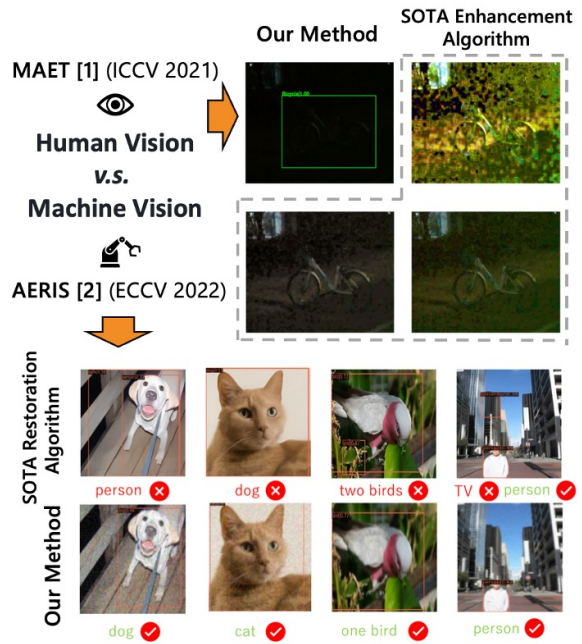 Our Method
SOTA Enhancement
Algorithm
MAET [1] (ICCV 2021)
Human Vision
v.s.
Machine Vision
AERIS [2] (ECCV 2022)
SOTA Restoration
Algorithm
person
dog
two birds
TV person
Our Method
dog
cat
one bird
person